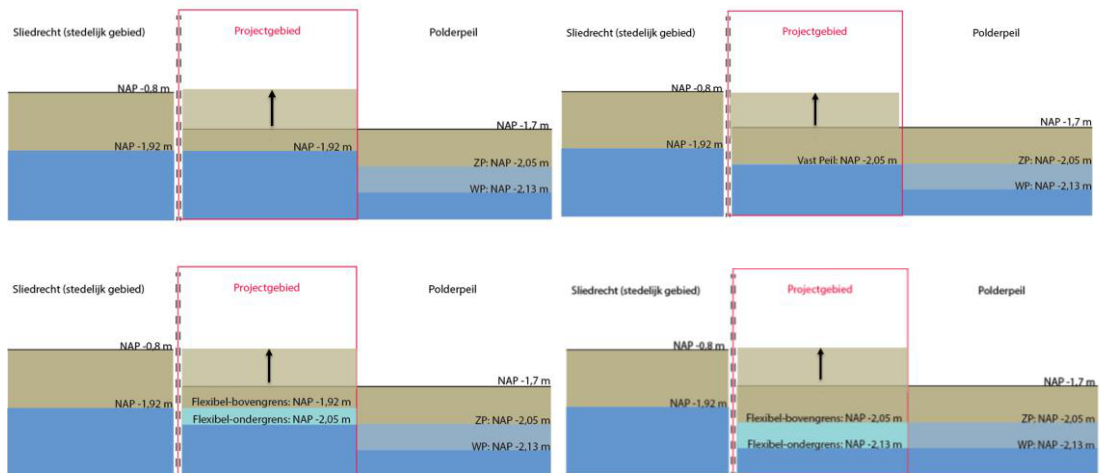 Sliedrecht (stedelijk gebied)
Projectgebied
Polderpeil
NAP -0,8 m
NAP -1,7 m
NAP -1,92 m
NAP -1,92 m
ZP: NAP -2,05 m
WP: NAP -2,13 m
Sliedrecht (stedelijk gebied)
Projectgebied
Polderpeil
NAP -0,8 m
NAP -1,7 m
NAP -1,92 m
Vast Peil: NAP -2,05 m
ZP: NAP -2,05 m
WP: NAP -2,13 m
Sliedrecht (stedelijk gebied)
Projectgebied
Polderpeil
NAP -0,8 m
NAP -1,7 m
NAP -1,92 m
Flexibel-bovengrens: NAP -1,92 m
Flexibel-ondergrens: NAP -2,05 m
ZP: NAP -2,05 m
WP: NAP -2,13 m
Sliedrecht (stedelijk gebied)
Projectgebied
Polderpeil
NAP -0,8 m
NAP -1,7 m
NAP -1,92 m
Flexibel-bovengrens: NAP -2,05 m
Flexibel-ondergrens: NAP -2,13 m
ZP: NAP -2,05 m
WP: NAP -2,13 m